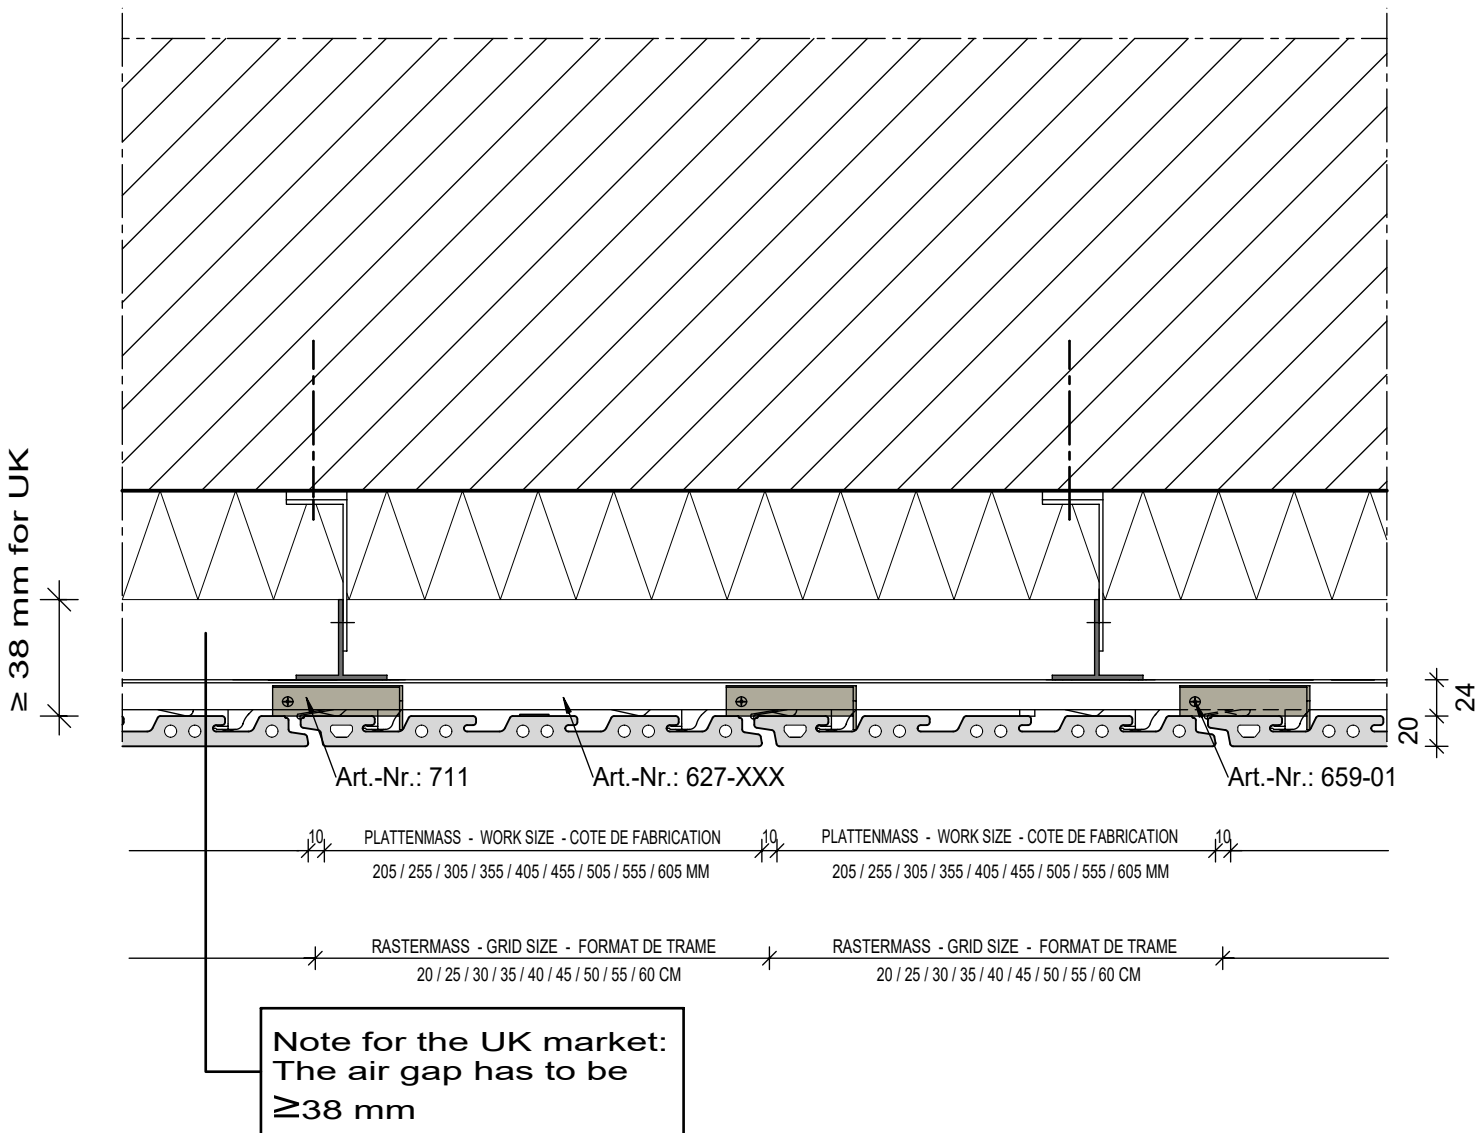 ≥ 38 mm for UK
24
20
Art.-Nr.: 711
Art.-Nr.: 627-XXX
Art.-Nr.: 659-01
10
PLATTENMASS - WORK SIZE - COTE DE FABRICATION
10
PLATTENMASS - WORK SIZE - COTE DE FABRICATION
10
205 / 255 / 305 / 355 / 405 / 455 / 505 / 555 / 605 MM
205 / 255 / 305 / 355 / 405 / 455 / 505 / 555 / 605 MM
RASTERMASS - GRID SIZE - FORMAT DE TRAME
RASTERMASS - GRID SIZE - FORMAT DE TRAME
20 / 25 / 30 / 35 / 40 / 45 / 50 / 55 / 60 CM
20 / 25 / 30 / 35 / 40 / 45 / 50 / 55 / 60 CM
Note for the UK market:
The air gap has to be
≥38 mm